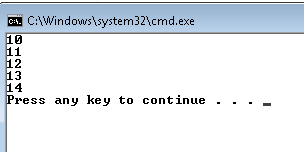 C:\Windows\system32\cmd.exe
10
11
12
13
14
Press any key to continue . . . _